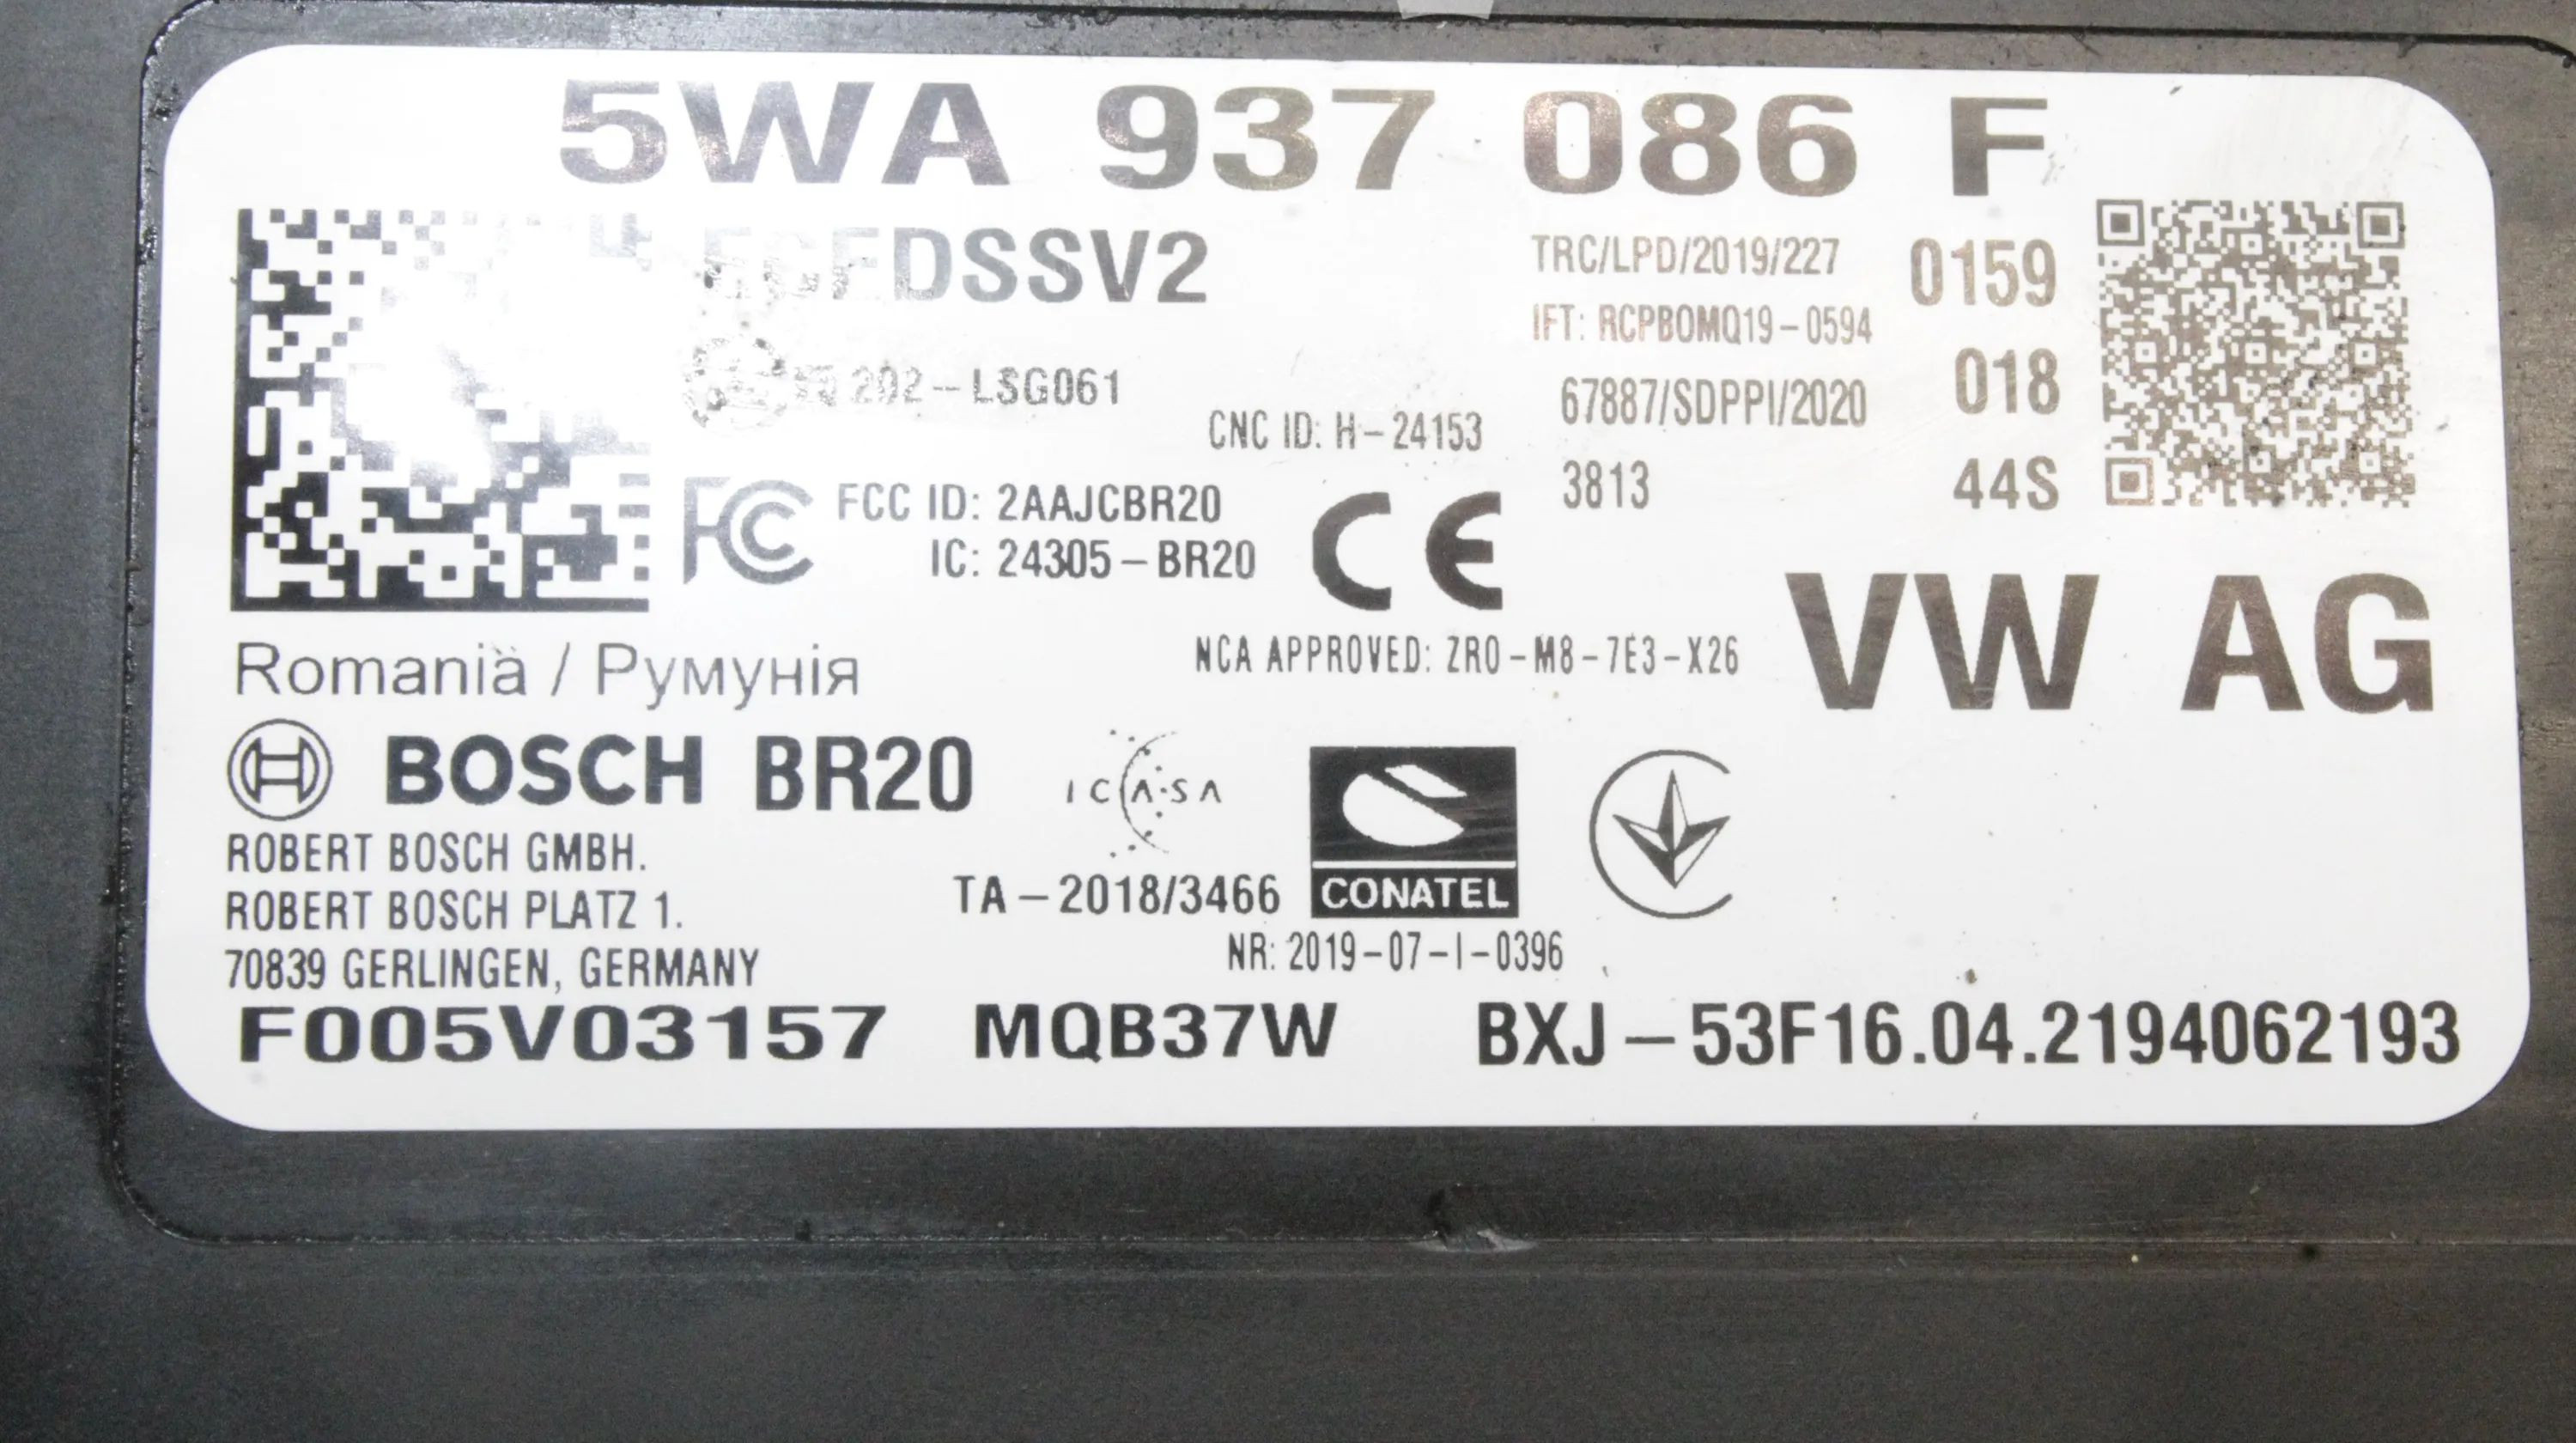 5WA 937 086 F
TRC/LPD/2019/227
0159
IFT: RCPBOMQ19-0594
018
202-LSG061
CNC ID: H-24153
67887/SDPPI/2020
3813
44S
FC
FCC ID: 2AAJCBR20
IC: 24305-BR20
CE
VW AG
NCA APPROVED: ZRO-M8-7E3-X26
Romania / Румунія
BOSCH BR20
ICASA
CONATEL
ROBERT BOSCH GMBH.
ROBERT BOSCH PLATZ 1.
70839 GERLINGEN, GERMANY
TA-2018/3466
NR: 2019-07-I-0396
F005V03157 MQB37W BXJ-53F16.04.2194062193